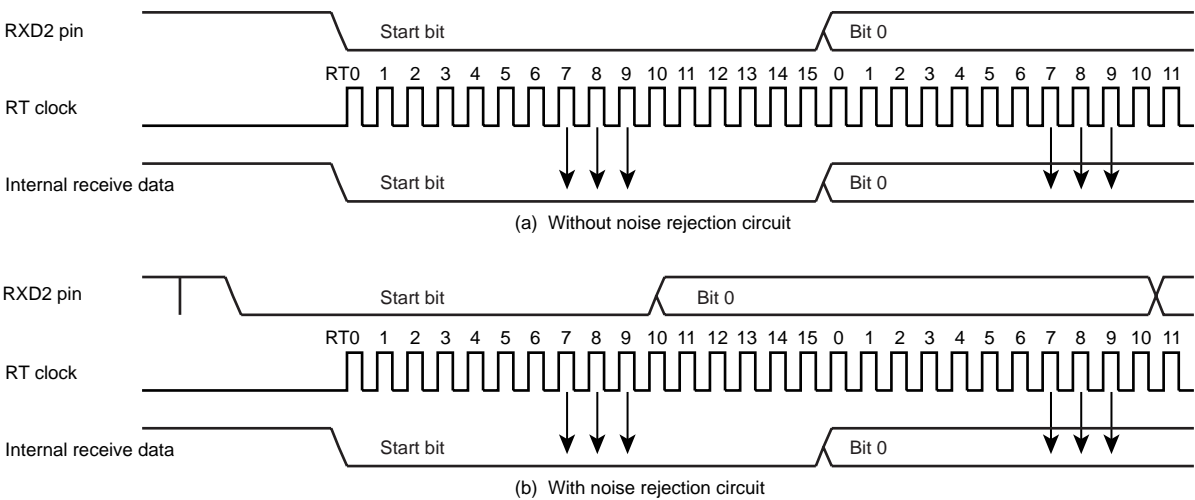 RXD2 pin
Start bit
Bit 0
RT0 1 2 3 4 5 6 7 8 9 10 11 12 13 14 15 0 1 2 3 4 5 6 7 8 9 10 11
RT clock
Internal receive data
Start bit
Bit 0
(a) Without noise rejection circuit
RXD2 pin
Start bit
Bit 0
RT0 1 2 3 4 5 6 7 8 9 10 11 12 13 14 15 0 1 2 3 4 5 6 7 8 9 10 11
RT clock
Internal receive data
Start bit
Bit 0
(b) With noise rejection circuit